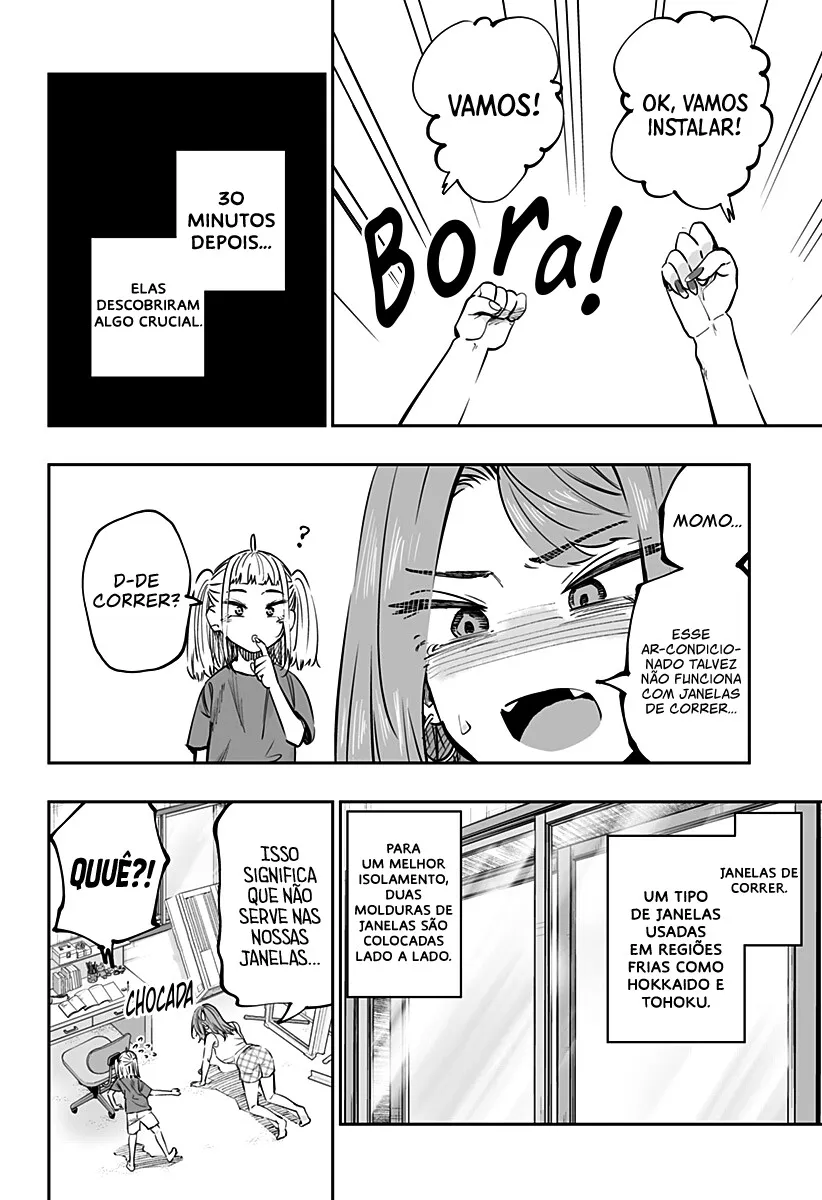 OK, VAMOS
INSTALAR!
VAMOS!
Bora!
30
MINUTOS
DEPOIS...
ELAS
DESCOBRIRAM
ALGO CRUCIAL.
MOMO...
ESSE
AR-CONDICIO-
NADO TALVEZ
NÃO FUNCIONA
COM JANELAS
DE CORRER...
?
D-DE
CORRER?
JANELAS DE
CORRER.
UM TIPO
DE JANELAS
USADAS
EM REGIÕES
FRIAS COMO
HOKKAIDO E
TOHOKU.
PARA
UM MELHOR
ISOLAMENTO,
DUAS
MOLDURAS DE
JANELAS SÃO
COLOCADAS
LADO A LADO.
ISSO
SIGNIFICA
QUE NÃO
SERVE NAS
NOSSAS
JANELAS...
QUUÊ?!
CHOCADA